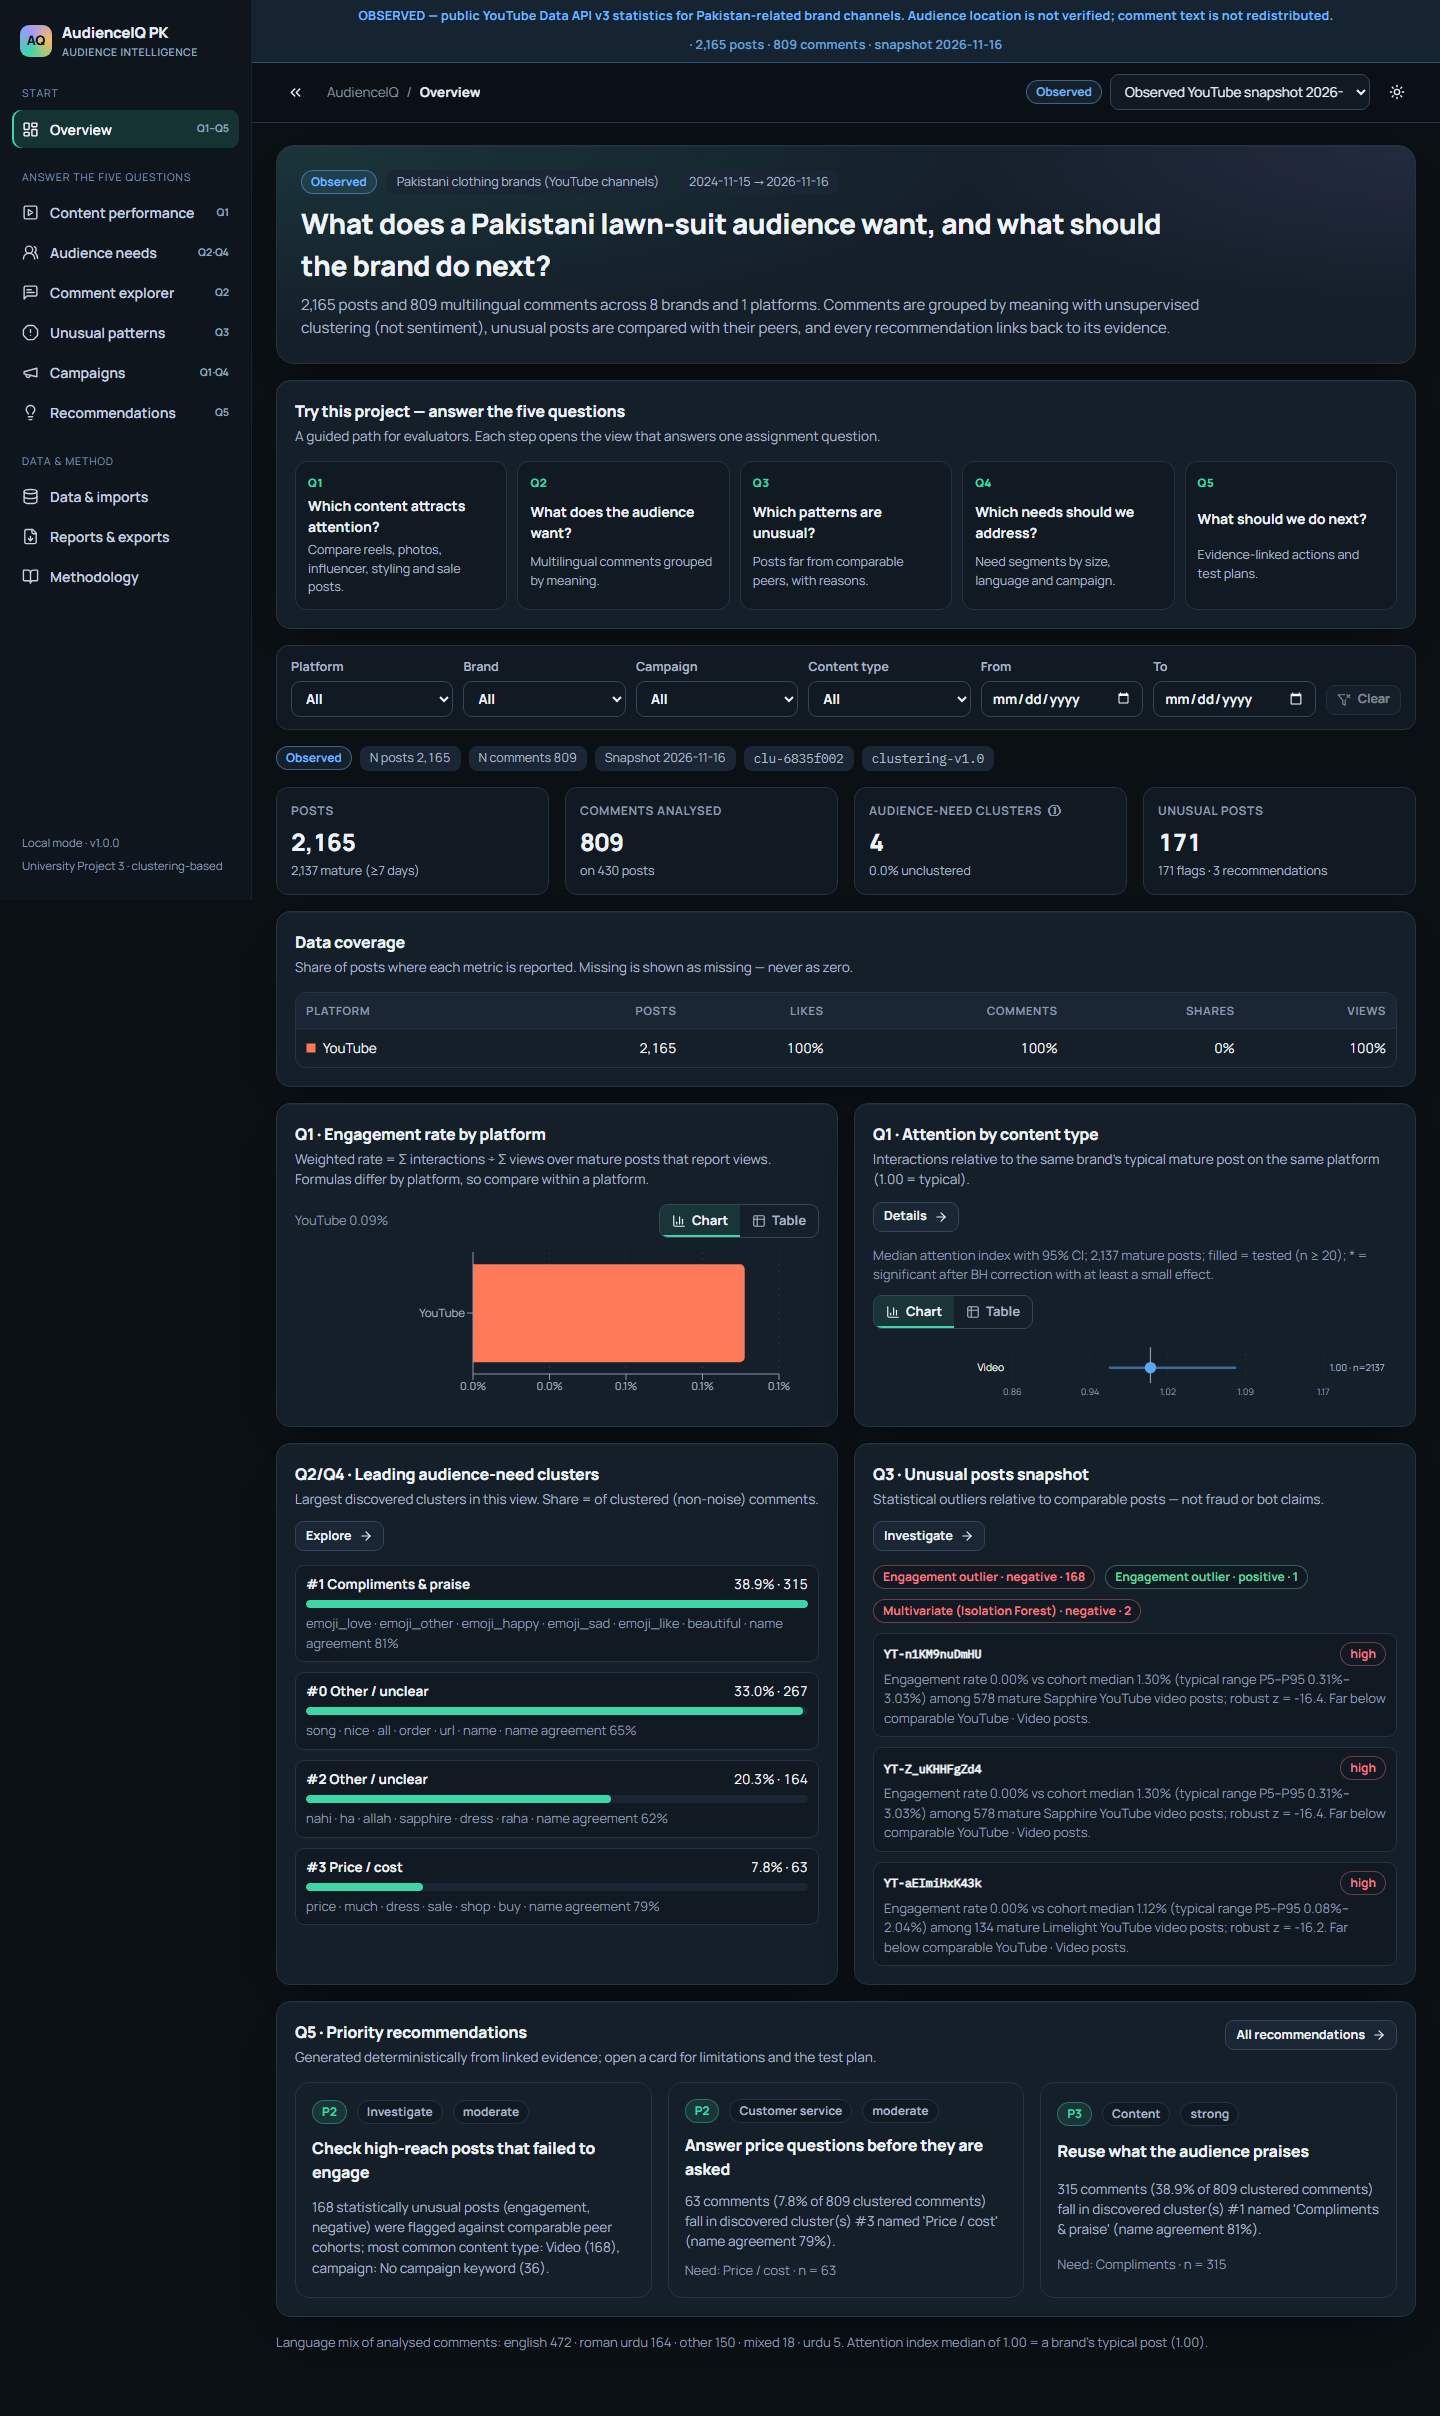 AQ
AudienceIQ PK
AUDIENCE INTELLIGENCE
START
Overview Q1-Q5
ANSWER THE FIVE QUESTIONS
Content performance Q1
Audience needs Q2·Q4
Comment explorer Q2
Unusual patterns Q3
Campaigns Q1·Q4
Recommendations Q5
DATA & METHOD
Data & imports
Reports & exports
Methodology
Local mode · v1.0.0
University Project 3 · clustering-based
OBSERVED — public YouTube Data API v3 statistics for Pakistan-related brand channels. Audience location is not verified; comment text is not redistributed.
· 2,165 posts · 809 comments · snapshot 2026-11-16
AudienceIQ / Overview
Observed
Observed YouTube snapshot 2026-
Observed Pakistani clothing brands (YouTube channels) 2024-11-15 → 2026-11-16
What does a Pakistani lawn-suit audience want, and what should
the brand do next?
2,165 posts and 809 multilingual comments across 8 brands and 1 platforms. Comments are grouped by meaning with unsupervised
clustering (not sentiment), unusual posts are compared with their peers, and every recommendation links back to its evidence.
Try this project — answer the five questions
A guided path for evaluators. Each step opens the view that answers one assignment question.
Q1
Which content attracts
attention?
Compare reels, photos,
influencer, styling and sale
posts.
Q2
What does the audience
want?
Multilingual comments grouped
by meaning.
Q3
Which patterns are
unusual?
Posts far from comparable
peers, with reasons.
Q4
Which needs should we
address?
Need segments by size,
language and campaign.
Q5
What should we do next?
Evidence-linked actions and
test plans.
Platform Brand Campaign Content type From To
All All All All mm/dd/yyyy mm/dd/yyyy Clear
Observed N posts 2,165 N comments 809 Snapshot 2026-11-16 clu-6835f002 clustering-v1.0
POSTS
2,165
2,137 mature (≥7 days)
COMMENTS ANALYSED
809
on 430 posts
AUDIENCE-NEED CLUSTERS
4
0.0% unclustered
UNUSUAL POSTS
171
171 flags · 3 recommendations
Data coverage
Share of posts where each metric is reported. Missing is shown as missing — never as zero.
PLATFORM POSTS LIKES COMMENTS SHARES VIEWS
YouTube 2,165 100% 100% 0% 100%
Q1 · Engagement rate by platform
Weighted rate = Σ interactions ÷ Σ views over mature posts that report views.
Formulas differ by platform, so compare within a platform.
YouTube 0.09%
Chart Table
YouTube
0.0% 0.0% 0.1% 0.1% 0.1%
Q1 · Attention by content type
Interactions relative to the same brand's typical mature post on the same platform
(1.00 = typical).
Details →
Median attention index with 95% CI; 2,137 mature posts; filled = tested (n ≥ 20); * =
significant after BH correction with at least a small effect.
Chart Table
Video 1.00 · n=2137
0.86 0.94 1.02 1.09 1.17
Q2/Q4 · Leading audience-need clusters
Largest discovered clusters in this view. Share = of clustered (non-noise) comments.
Explore →
#1 Compliments & praise 38.9% · 315
emoji_love · emoji_other · emoji_happy · emoji_sad · emoji_like · beautiful · name
agreement 81%
#0 Other / unclear 33.0% · 267
song · nice · all · order · url · name · name agreement 65%
#2 Other / unclear 20.3% · 164
nahi · ha · allah · sapphire · dress · raha · name agreement 62%
#3 Price / cost 7.8% · 63
price · much · dress · sale · shop · buy · name agreement 79%
Q3 · Unusual posts snapshot
Statistical outliers relative to comparable posts — not fraud or bot claims.
Investigate →
Engagement outlier · negative · 168 Engagement outlier · positive · 1
Multivariate (Isolation Forest) · negative · 2
YT-n1KM9nuDmHU high
Engagement rate 0.00% vs cohort median 1.30% (typical range P5–P95 0.31%–
3.03%) among 578 mature Sapphire YouTube video posts; robust z = -16.4. Far below
comparable YouTube · Video posts.
YT-Z_uKHHFgZd4 high
Engagement rate 0.00% vs cohort median 1.30% (typical range P5–P95 0.31%–
3.03%) among 578 mature Sapphire YouTube video posts; robust z = -16.4. Far below
comparable YouTube · Video posts.
YT-aEImiHxK43k high
Engagement rate 0.00% vs cohort median 1.12% (typical range P5–P95 0.08%–
2.04%) among 134 mature Limelight YouTube video posts; robust z = -16.2. Far
below comparable YouTube · Video posts.
Q5 · Priority recommendations
Generated deterministically from linked evidence; open a card for limitations and the test plan.
All recommendations →
P2 Investigate moderate
Check high-reach posts that failed to
engage
168 statistically unusual posts (engagement,
negative) were flagged against comparable peer
cohorts; most common content type: Video (168),
campaign: No campaign keyword (36).
P2 Customer service moderate
Answer price questions before they are
asked
63 comments (7.8% of 809 clustered comments)
fall in discovered cluster(s) #3 named 'Price / cost'
(name agreement 79%).
Need: Price / cost · n = 63
P3 Content strong
Reuse what the audience praises
315 comments (38.9% of 809 clustered comments)
fall in discovered cluster(s) #1 named 'Compliments
& praise' (name agreement 81%).
Need: Compliments · n = 315
Language mix of analysed comments: english 472 · roman urdu 164 · other 150 · mixed 18 · urdu 5. Attention index median of 1.00 = a brand's typical post (1.00).